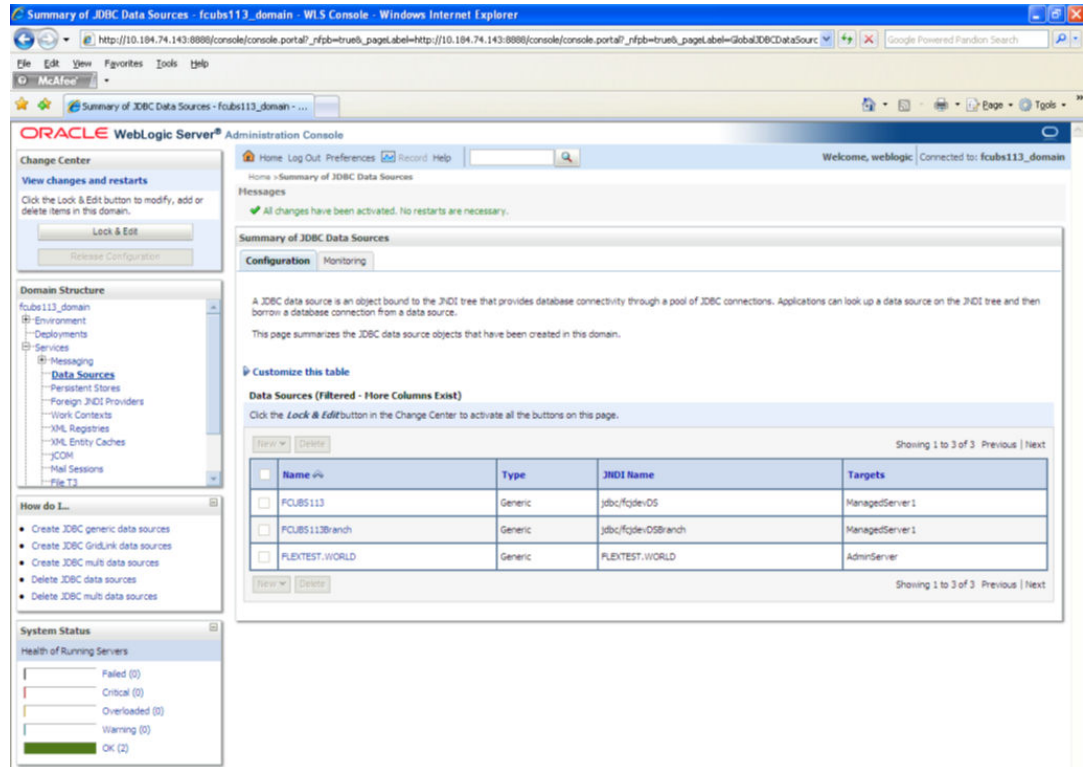 Summary of JDBC Data Sources - fcubs113_domain - WLS Console - Windows Internet Explorer
http://10.184.74.143:8888/console/console.portal?_nfpb=true&_pageLabel=http://10.184.74.143:8888/console/console.portal?_nfpb=true&_pageLabel=GlobalJDBCDataSourc
Google Powered Pandion Search
File Edit View Favorites Tools Help
McAfee
Summary of JDBC Data Sources - fcubs113_domain - ...
Page Tools
ORACLE WebLogic Server® Administration Console
Change Center
View changes and restarts
Click the Lock & Edit button to modify, add or
delete items in this domain.
Lock & Edit
Release Configuration
Domain Structure
fcubs113_domain
Environment
Deployments
Services
Messaging
Data Sources
Persistent Stores
Foreign JNDI Providers
Work Contexts
XML Registries
XML Entity Caches
jCOM
Mail Sessions
File T3
How do I...
Create JDBC generic data sources
Create JDBC GridLink data sources
Create JDBC multi data sources
Delete JDBC data sources
Delete JDBC multi data sources
System Status
Health of Running Servers
Failed (0)
Critical (0)
Overloaded (0)
Warning (0)
OK (2)
Home Log Out Preferences Record Help
Welcome, weblogic Connected to: fcubs113_domain
Home >Summary of JDBC Data Sources
Messages
All changes have been activated. No restarts are necessary.
Summary of JDBC Data Sources
Configuration Monitoring
A JDBC data source is an object bound to the JNDI tree that provides database connectivity through a pool of JDBC connections. Applications can look up a data source on the JNDI tree and then
borrow a database connection from a data source.
This page summarizes the JDBC data source objects that have been created in this domain.
Customize this table
Data Sources (Filtered - More Columns Exist)
Click the Lock & Edit button in the Change Center to activate all the buttons on this page.
New Delete Showing 1 to 3 of 3 Previous | Next
Name Type JNDI Name Targets
FCUBS113 Generic jdbc/fcjdevDS ManagedServer1
FCUBS113Branch Generic jdbc/fcjdevDSBranch ManagedServer1
FLEXTEST.WORLD Generic FLEXTEST.WORLD AdminServer
New Delete Showing 1 to 3 of 3 Previous | Next